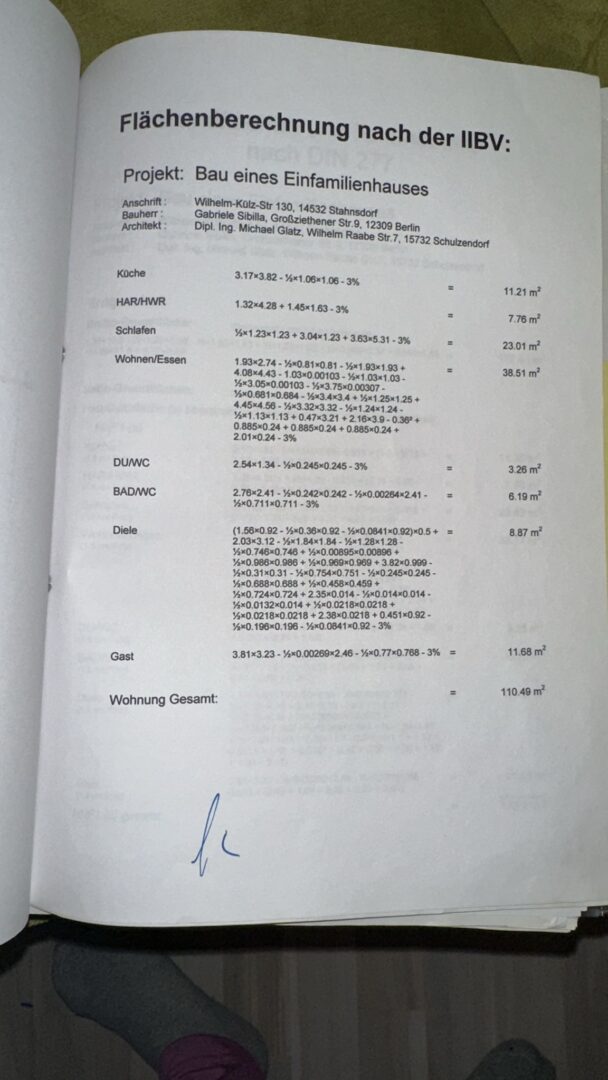 Flächenberechnung nach der IIBV:
Projekt: Bau eines Einfamilienhauses
Anschrift : Wilhelm-Külz-Str 130, 14532 Stahnsdorf
Bauherr : Gabriele Sibilla, Großziethener Str.9, 12309 Berlin
Architekt : Dipl. Ing. Michael Glatz, Wilhelm Raabe Str.7, 15732 Schulzendorf
Küche 3.17×3.82 - ½×1.06×1.06 - 3% = 11.21 m²
HAR/HWR 1.32×4.28 + 1.45×1.63 - 3% = 7.76 m²
Schlafen ½×1.23×1.23 + 3.04×1.23 + 3.63×5.31 - 3% = 23.01 m²
Wohnen/Essen 1.93×2.74 - ½×0.81×0.81 - ½×1.93×1.93 + = 38.51 m²
4.08×4.43 - 1.03×0.00103 - ½×1.03×1.03 -
½×3.05×0.00103 - ½×3.75×0.00307 -
½×0.681×0.684 - ½×3.4×3.4 + ½×1.25×1.25 +
4.45×4.56 - ½×3.32×3.32 - ½×1.24×1.24 -
½×1.13×1.13 + 0.47×3.21 + 2.16×3.9 - 0.36² +
0.885×0.24 + 0.885×0.24 + 0.885×0.24 +
2.01×0.24 - 3%
DU/WC 2.54×1.34 - ½×0.245×0.245 - 3% = 3.26 m²
BAD/WC 2.76×2.41 - ½×0.242×0.242 - ½×0.00264×2.41 - = 6.19 m²
½×0.711×0.711 - 3%
Diele (1.56×0.92 - ½×0.36×0.92 - ½×0.0841×0.92)×0.5 + = 8.87 m²
2.03×3.12 - ½×1.84×1.84 - ½×1.28×1.28 -
½×0.746×0.746 + ½×0.00895×0.00896 +
½×0.986×0.986 + ½×0.969×0.969 + 3.82×0.999 -
½×0.31×0.31 - ½×0.754×0.751 - ½×0.245×0.245 -
½×0.688×0.688 + ½×0.458×0.459 +
½×0.724×0.724 + 2.35×0.014 - ½×0.014×0.014 -
½×0.0132×0.014 + ½×0.0218×0.0218 +
½×0.0218×0.0218 + 2.38×0.0218 + 0.451×0.92 -
½×0.196×0.196 - ½×0.0841×0.92 - 3%
Gast 3.81×3.23 - ½×0.00269×2.46 - ½×0.77×0.768 - 3% = 11.68 m²
Wohnung Gesamt: = 110.49 m²